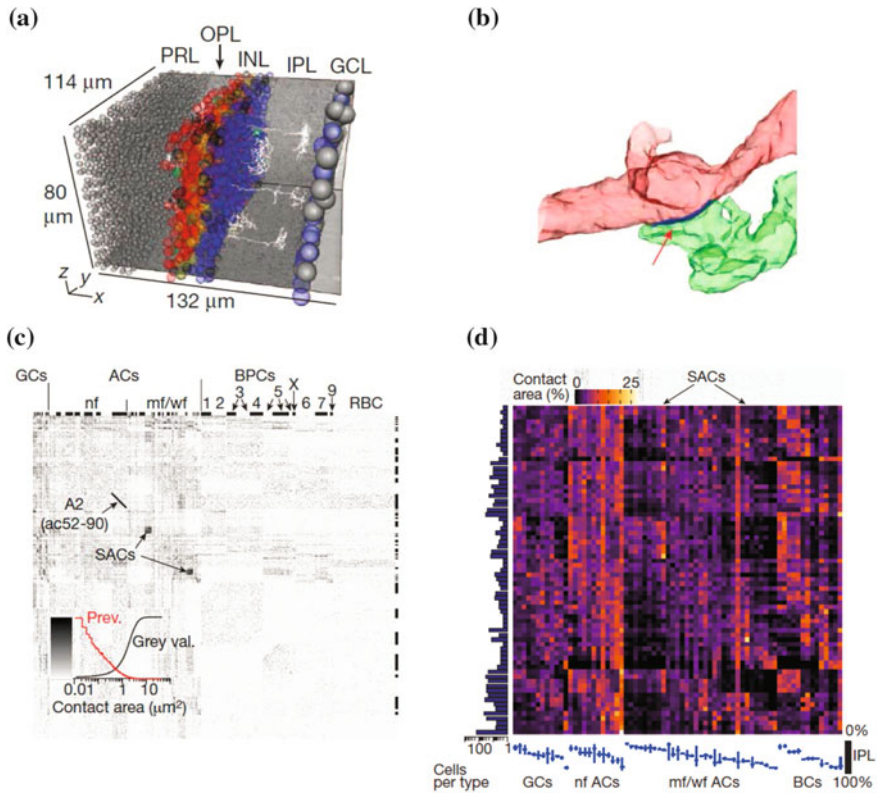 (a)
OPL
PRL
INL
IPL
GCL
114 µm
80
µm
z
y
x
132 µm
(b)
(c)
GCs
ACs
BPCs
X
nf
mf/wf
1 2 3 4 5 6 7 9
RBC
A2
(ac52-90)
SACs
Prev.
Grey val.
0.01 1 10
Contact area (µm²)
(d)
Contact
area (%)
0 25
SACs
0%
100 1
IPL
Cells
per type
GCs
nf ACs
mf/wf ACs
BCs
100%